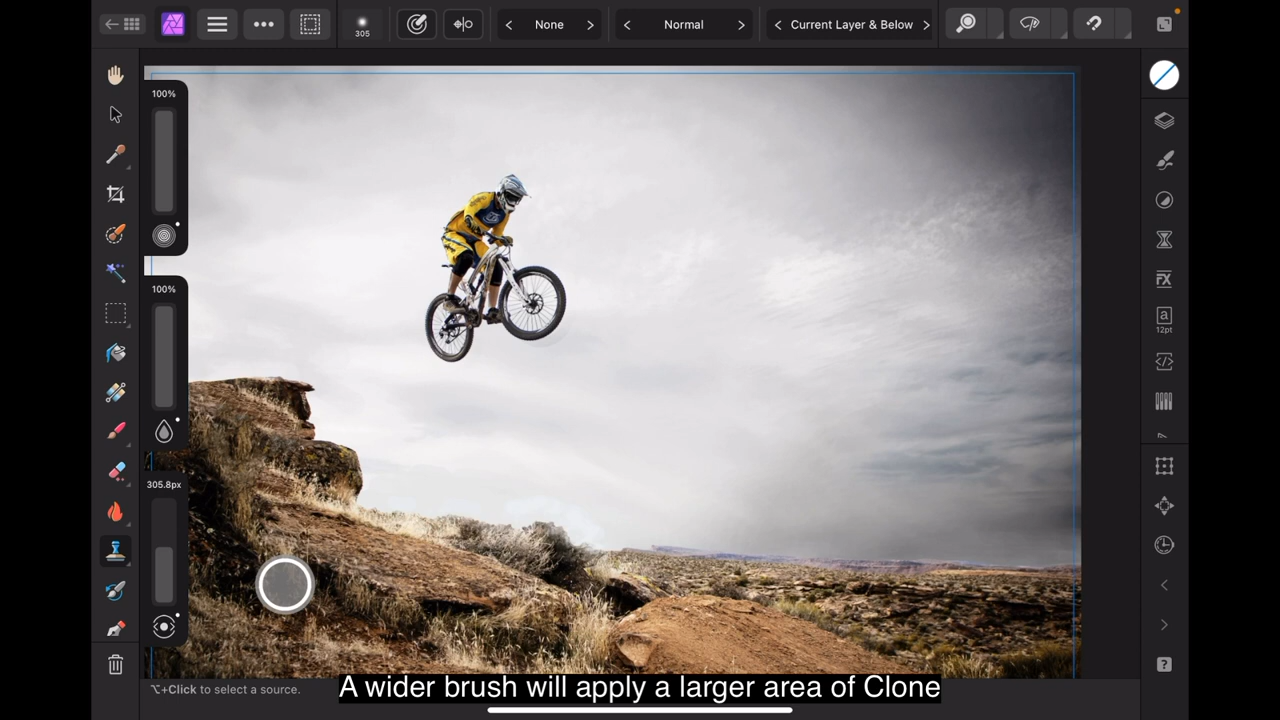 305
None
Normal
Current Layer & Below
100%
100%
305.8px
a
12pt
?
⌥+Click to select a source.
A wider brush will apply a larger area of Clone